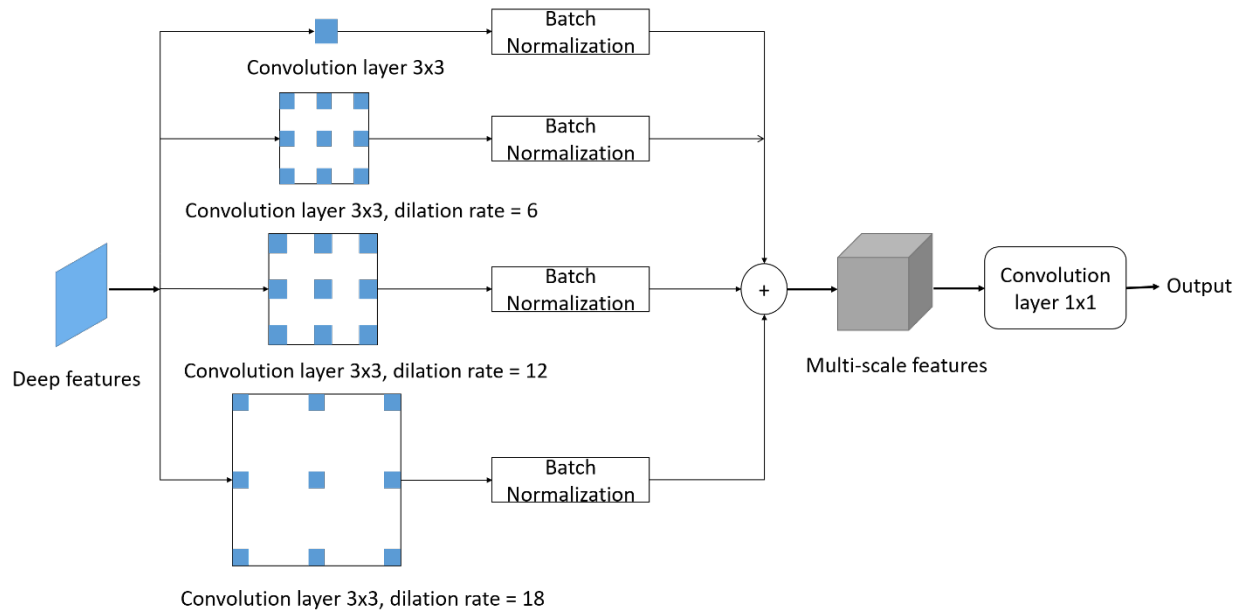 Batch
Normalization
Convolution layer 3x3
Batch
Normalization
Convolution layer 3x3, dilation rate = 6
Deep features
Batch
Normalization
Convolution layer 3x3, dilation rate = 12
+
Multi-scale features
Convolution
layer 1x1
Output
Batch
Normalization
Convolution layer 3x3, dilation rate = 18